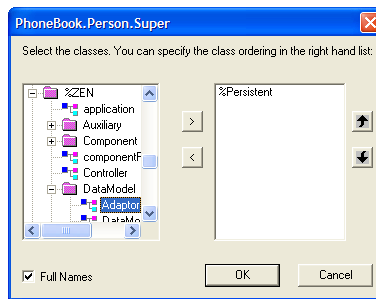 PhoneBook.Person.Super
Select the classes. You can specify the class ordering in the right hand list:
%ZEN
application
Auxiliary
Component
Controller
DataModel
Adaptor
%Persistent
>
<
Full Names
OK
Cancel